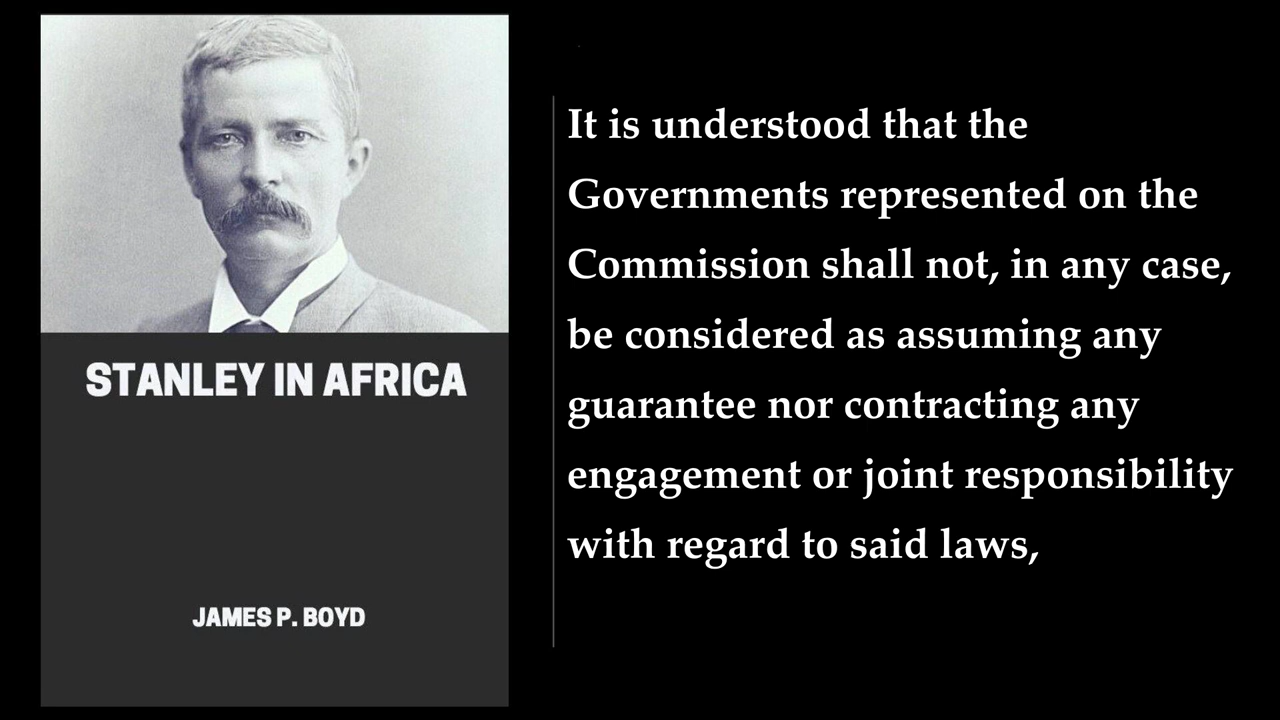 STANLEY IN AFRICA
JAMES P. BOYD
It is understood that the
Governments represented on the
Commission shall not, in any case,
be considered as assuming any
guarantee nor contracting any
engagement or joint responsibility
with regard to said laws,